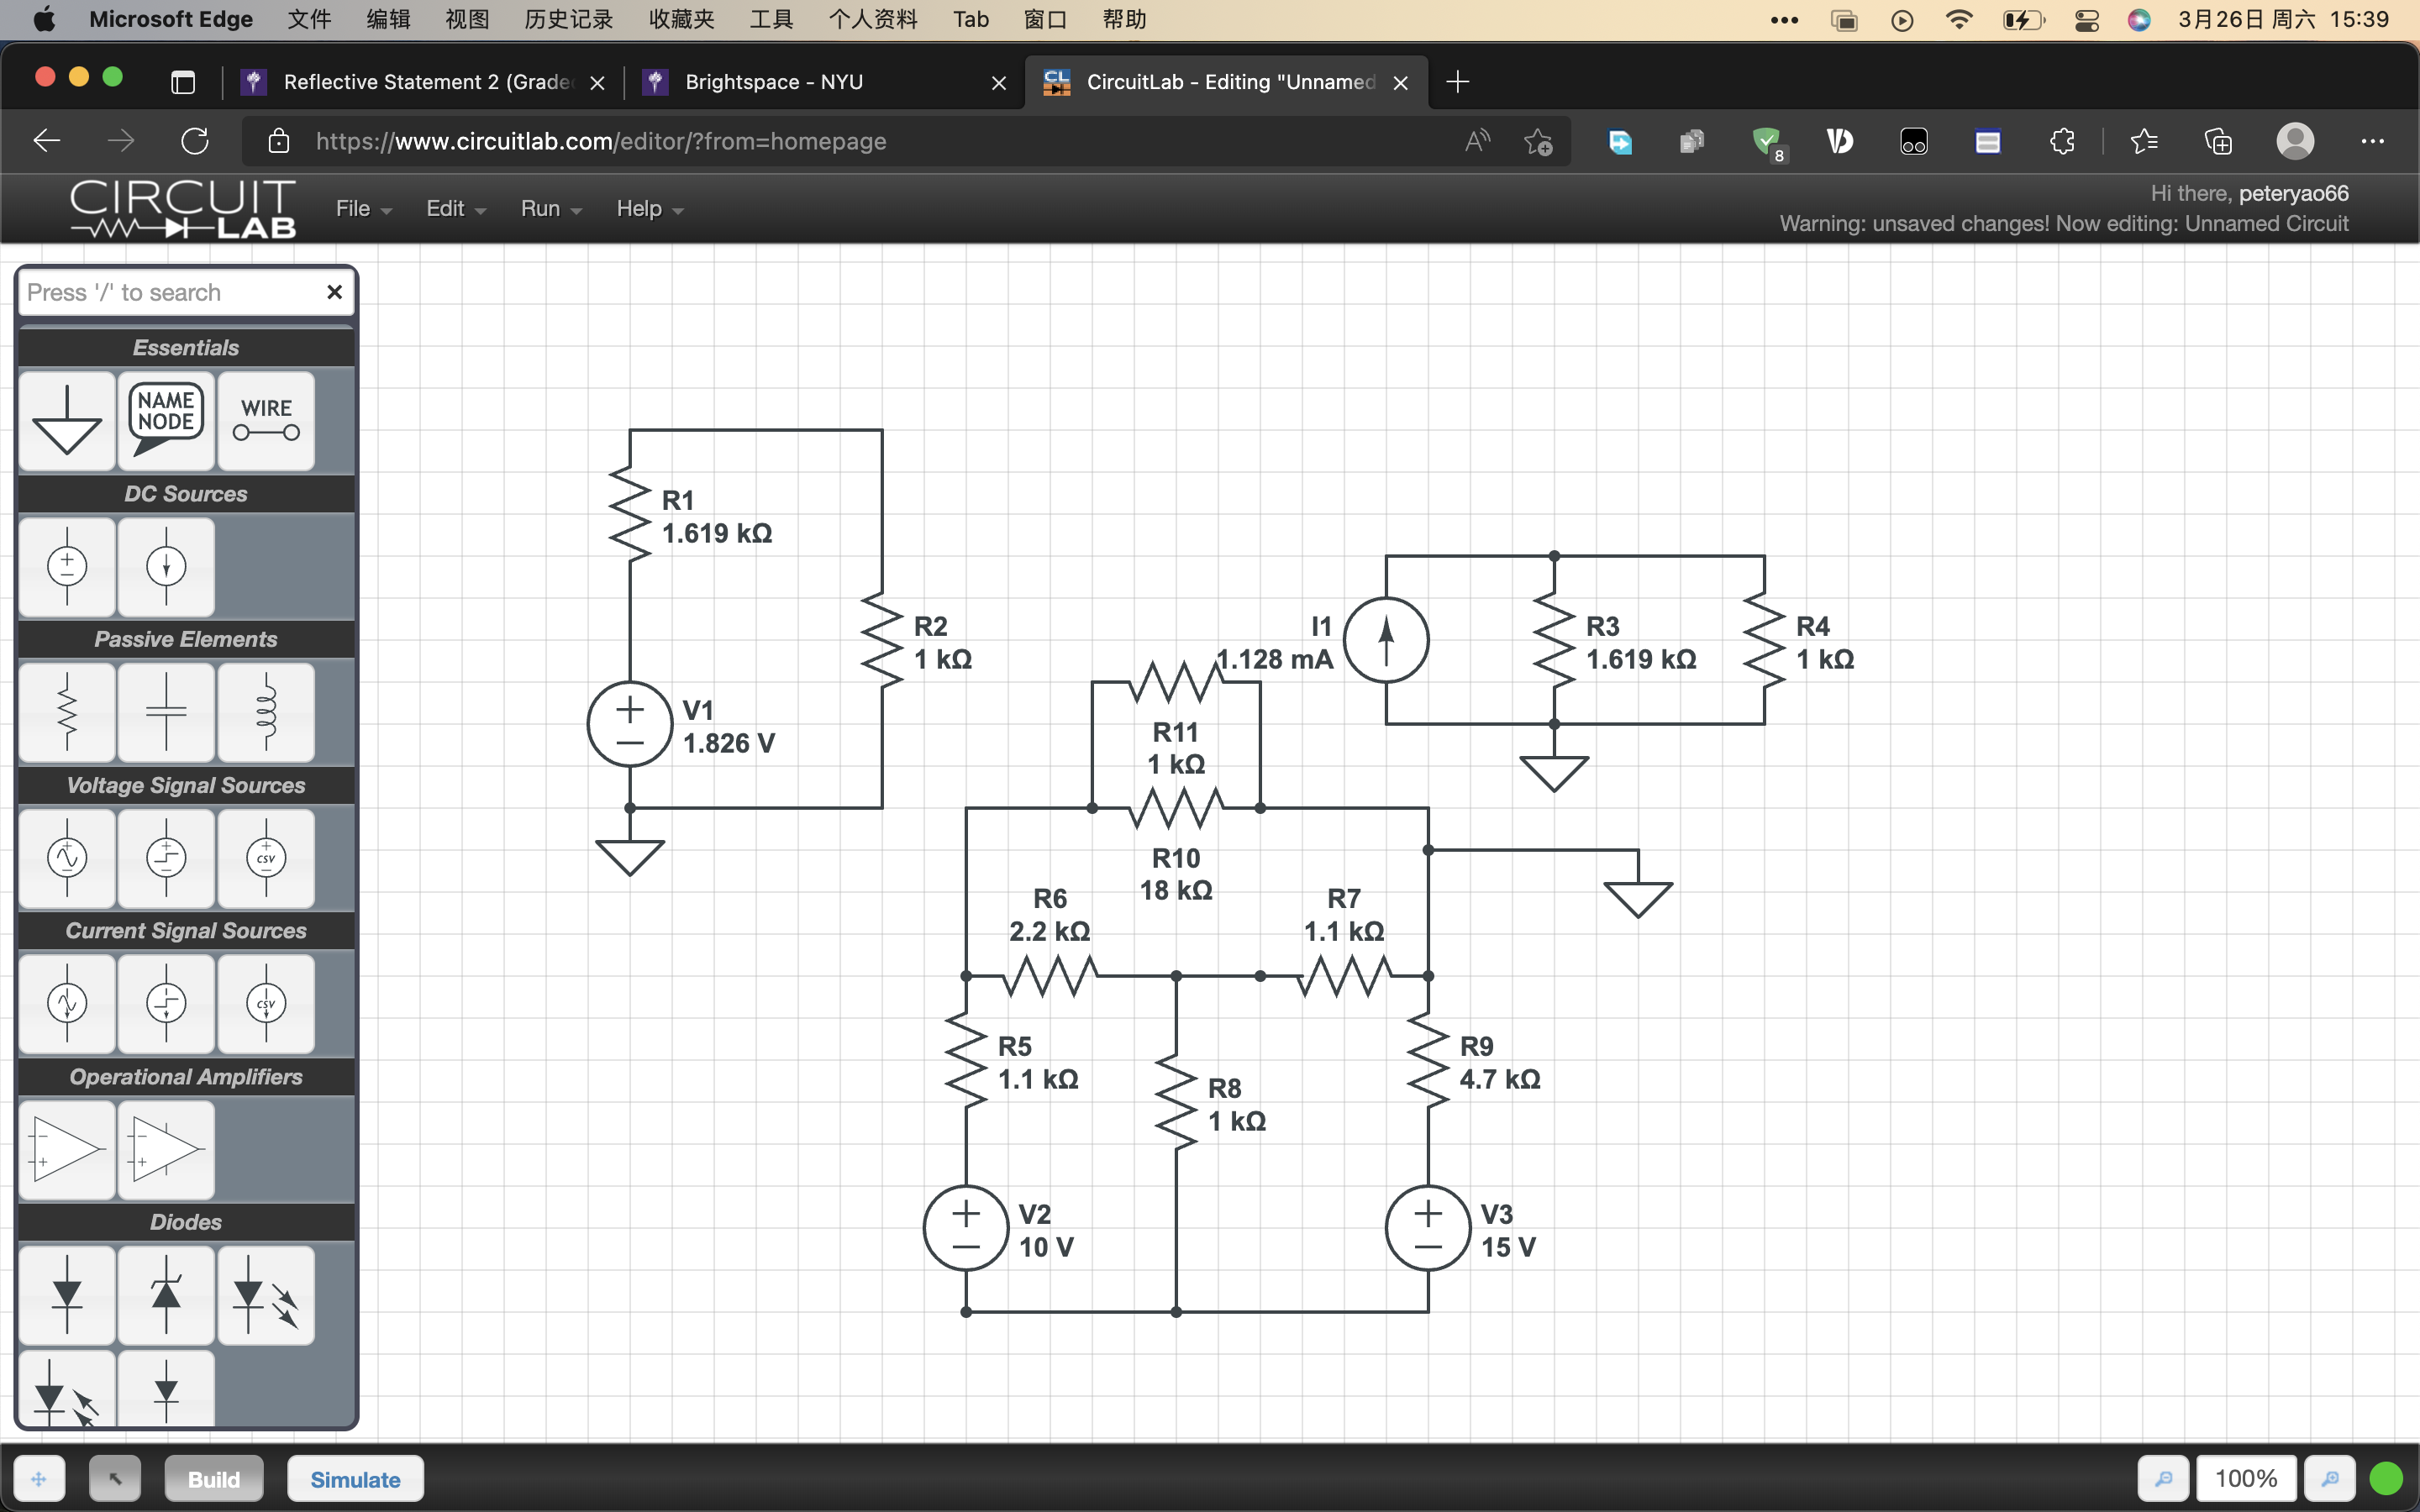 Microsoft Edge 文件 编辑 视图 历史记录 收藏夹 工具 个人资料 Tab 窗口 帮助 3月26日 周六 15:39
Reflective Statement 2 (Grade
Brightspace - NYU
CircuitLab - Editing "Unnamed
https://www.circuitlab.com/editor/?from=homepage
8
CIRCUIT
LAB
File Edit Run Help
Hi there, peteryao66
Warning: unsaved changes! Now editing: Unnamed Circuit
Press '/' to search
Essentials
NAME
NODE
WIRE
DC Sources
Passive Elements
Voltage Signal Sources
csv
Current Signal Sources
csv
Operational Amplifiers
Diodes
R1
1.619 kΩ
R2
1 kΩ
V1
1.826 V
I1
1.128 mA
R3
1.619 kΩ
R4
1 kΩ
R11
1 kΩ
R10
18 kΩ
R6
2.2 kΩ
R7
1.1 kΩ
R5
1.1 kΩ
R8
1 kΩ
R9
4.7 kΩ
V2
10 V
V3
15 V
Build
Simulate
100%